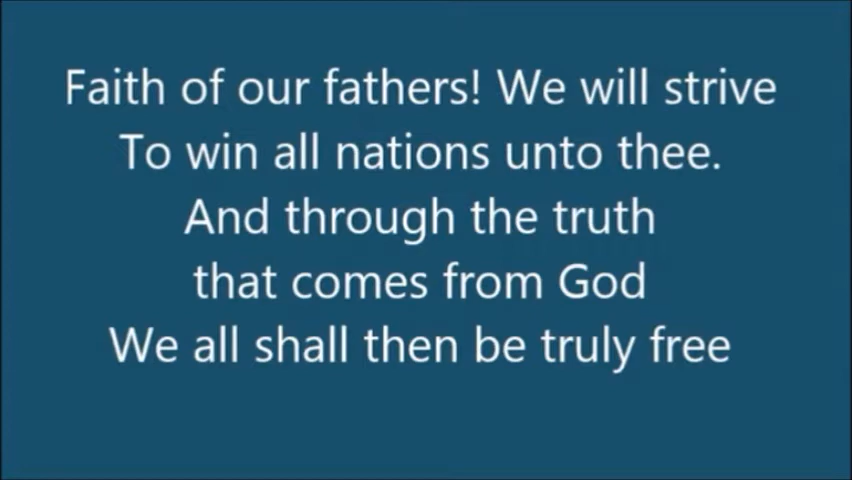 Faith of our fathers! We will strive
To win all nations unto thee.
And through the truth
that comes from God
We all shall then be truly free